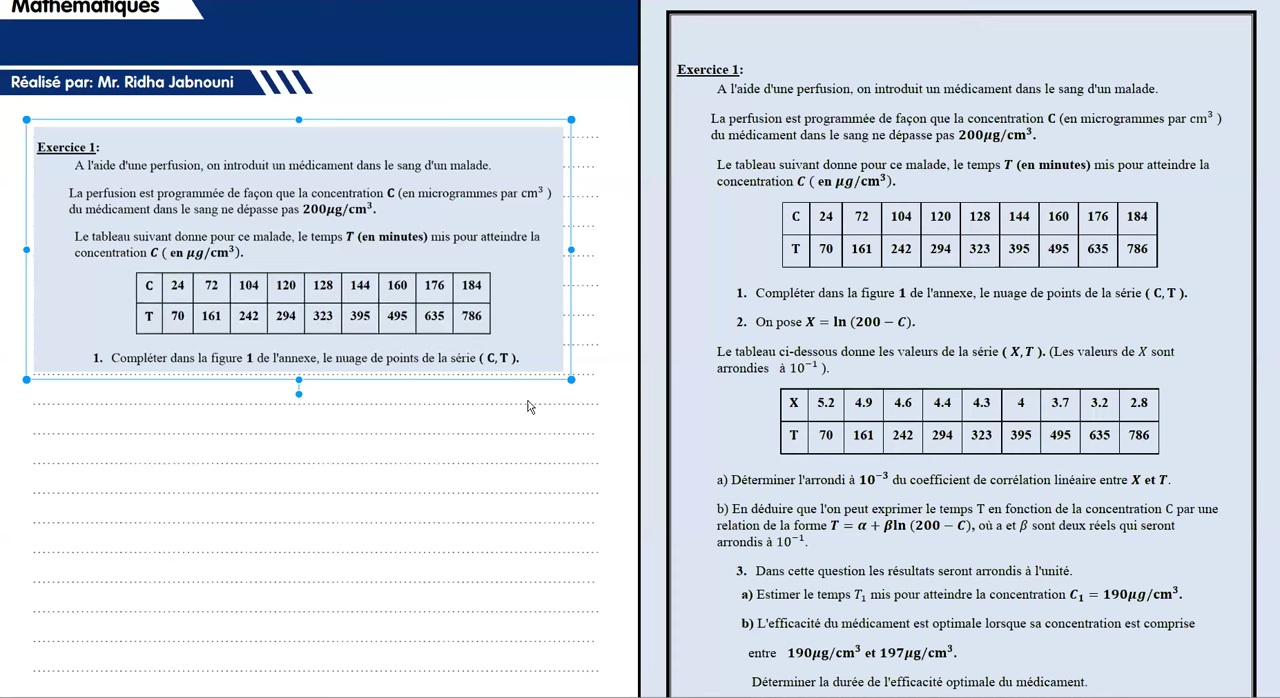 Mathématiques
Réalisé par: Mr. Ridha Jabnouni
Exercice 1:
A l'aide d'une perfusion, on introduit un médicament dans le sang d'un malade.
La perfusion est programmée de façon que la concentration C (en microgrammes par cm³ )
du médicament dans le sang ne dépasse pas 200μg/cm³.
Le tableau suivant donne pour ce malade, le temps T (en minutes) mis pour atteindre la
concentration C ( en μg/cm³).
C 24 72 104 120 128 144 160 176 184
T 70 161 242 294 323 395 495 635 786
1. Compléter dans la figure 1 de l'annexe, le nuage de points de la série ( C, T ).
Exercice 1:
A l'aide d'une perfusion, on introduit un médicament dans le sang d'un malade.
La perfusion est programmée de façon que la concentration C (en microgrammes par cm³ )
du médicament dans le sang ne dépasse pas 200μg/cm³.
Le tableau suivant donne pour ce malade, le temps T (en minutes) mis pour atteindre la
concentration C ( en μg/cm³).
C 24 72 104 120 128 144 160 176 184
T 70 161 242 294 323 395 495 635 786
1. Compléter dans la figure 1 de l'annexe, le nuage de points de la série ( C, T ).
2. On pose X = ln (200 − C).
Le tableau ci-dessous donne les valeurs de la série ( X, T ). (Les valeurs de X sont
arrondies à 10⁻¹ ).
X 5.2 4.9 4.6 4.4 4.3 4 3.7 3.2 2.8
T 70 161 242 294 323 395 495 635 786
a) Déterminer l'arrondi à 10⁻³ du coefficient de corrélation linéaire entre X et T.
b) En déduire que l'on peut exprimer le temps T en fonction de la concentration C par une
relation de la forme T = α + βln (200 − C), où a et β sont deux réels qui seront
arrondis à 10⁻¹.
3. Dans cette question les résultats seront arrondis à l'unité.
a) Estimer le temps T₁ mis pour atteindre la concentration C₁ = 190μg/cm³.
b) L'efficacité du médicament est optimale lorsque sa concentration est comprise
entre 190μg/cm³ et 197μg/cm³.
Déterminer la durée de l'efficacité optimale du médicament.